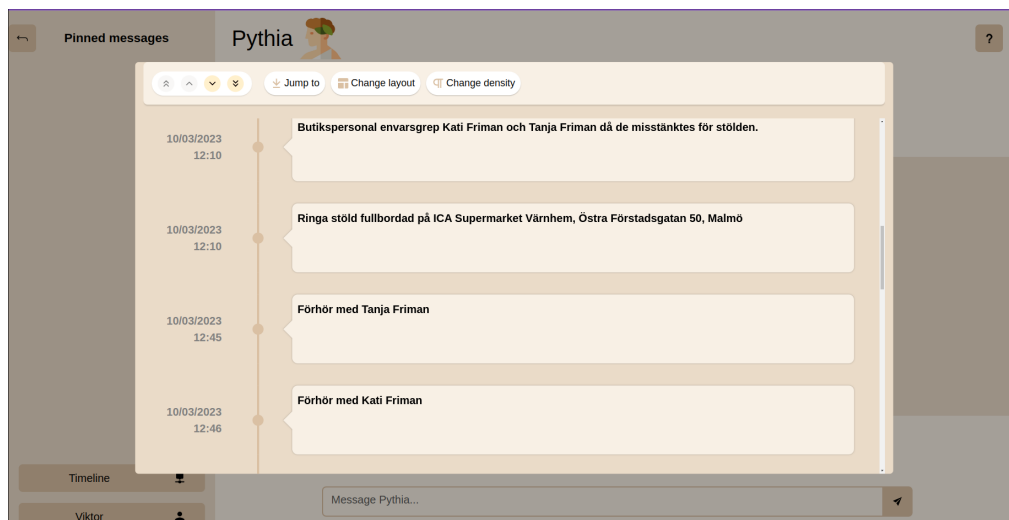 Pinned messages
Pythia
?
Jump to
Change layout
Change density
10/03/2023
12:10
Butikspersonal envarsgrep Kati Friman och Tanja Friman då de misstänktes för stölden.
10/03/2023
12:10
Ringa stöld fullbordad på ICA Supermarket Värnhem, Östra Förstadsgatan 50, Malmö
10/03/2023
12:45
Förhör med Tanja Friman
10/03/2023
12:46
Förhör med Kati Friman
Timeline
Viktor
Message Pythia...